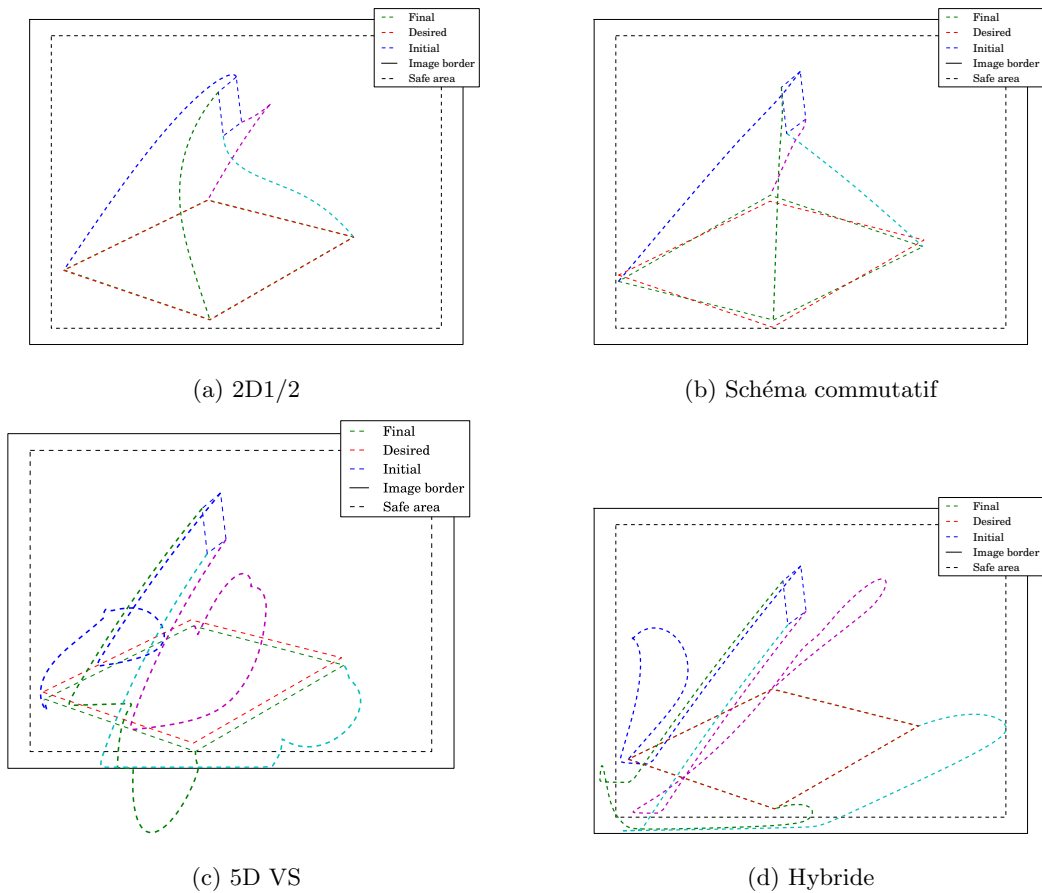 Final
Desired
Initial
Image border
Safe area
Final
Desired
Initial
Image border
Safe area
(a) 2D1/2
(b) Schéma commutatif
Final
Desired
Initial
Image border
Safe area
Final
Desired
Initial
Image border
Safe area
(c) 5D VS
(d) Hybride